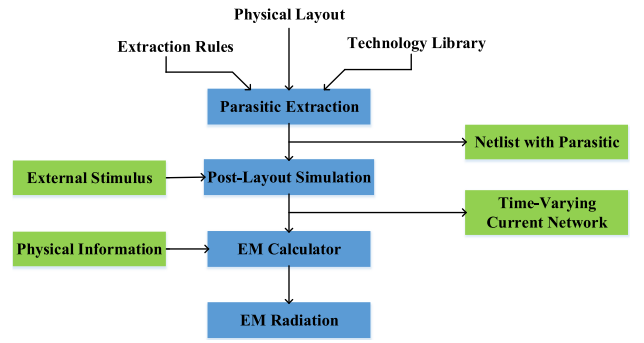 Physical Layout
Extraction Rules
Technology Library
Parasitic Extraction
Netlist with Parasitic
External Stimulus
Post-Layout Simulation
Time-Varying
Current Network
Physical Information
EM Calculator
EM Radiation